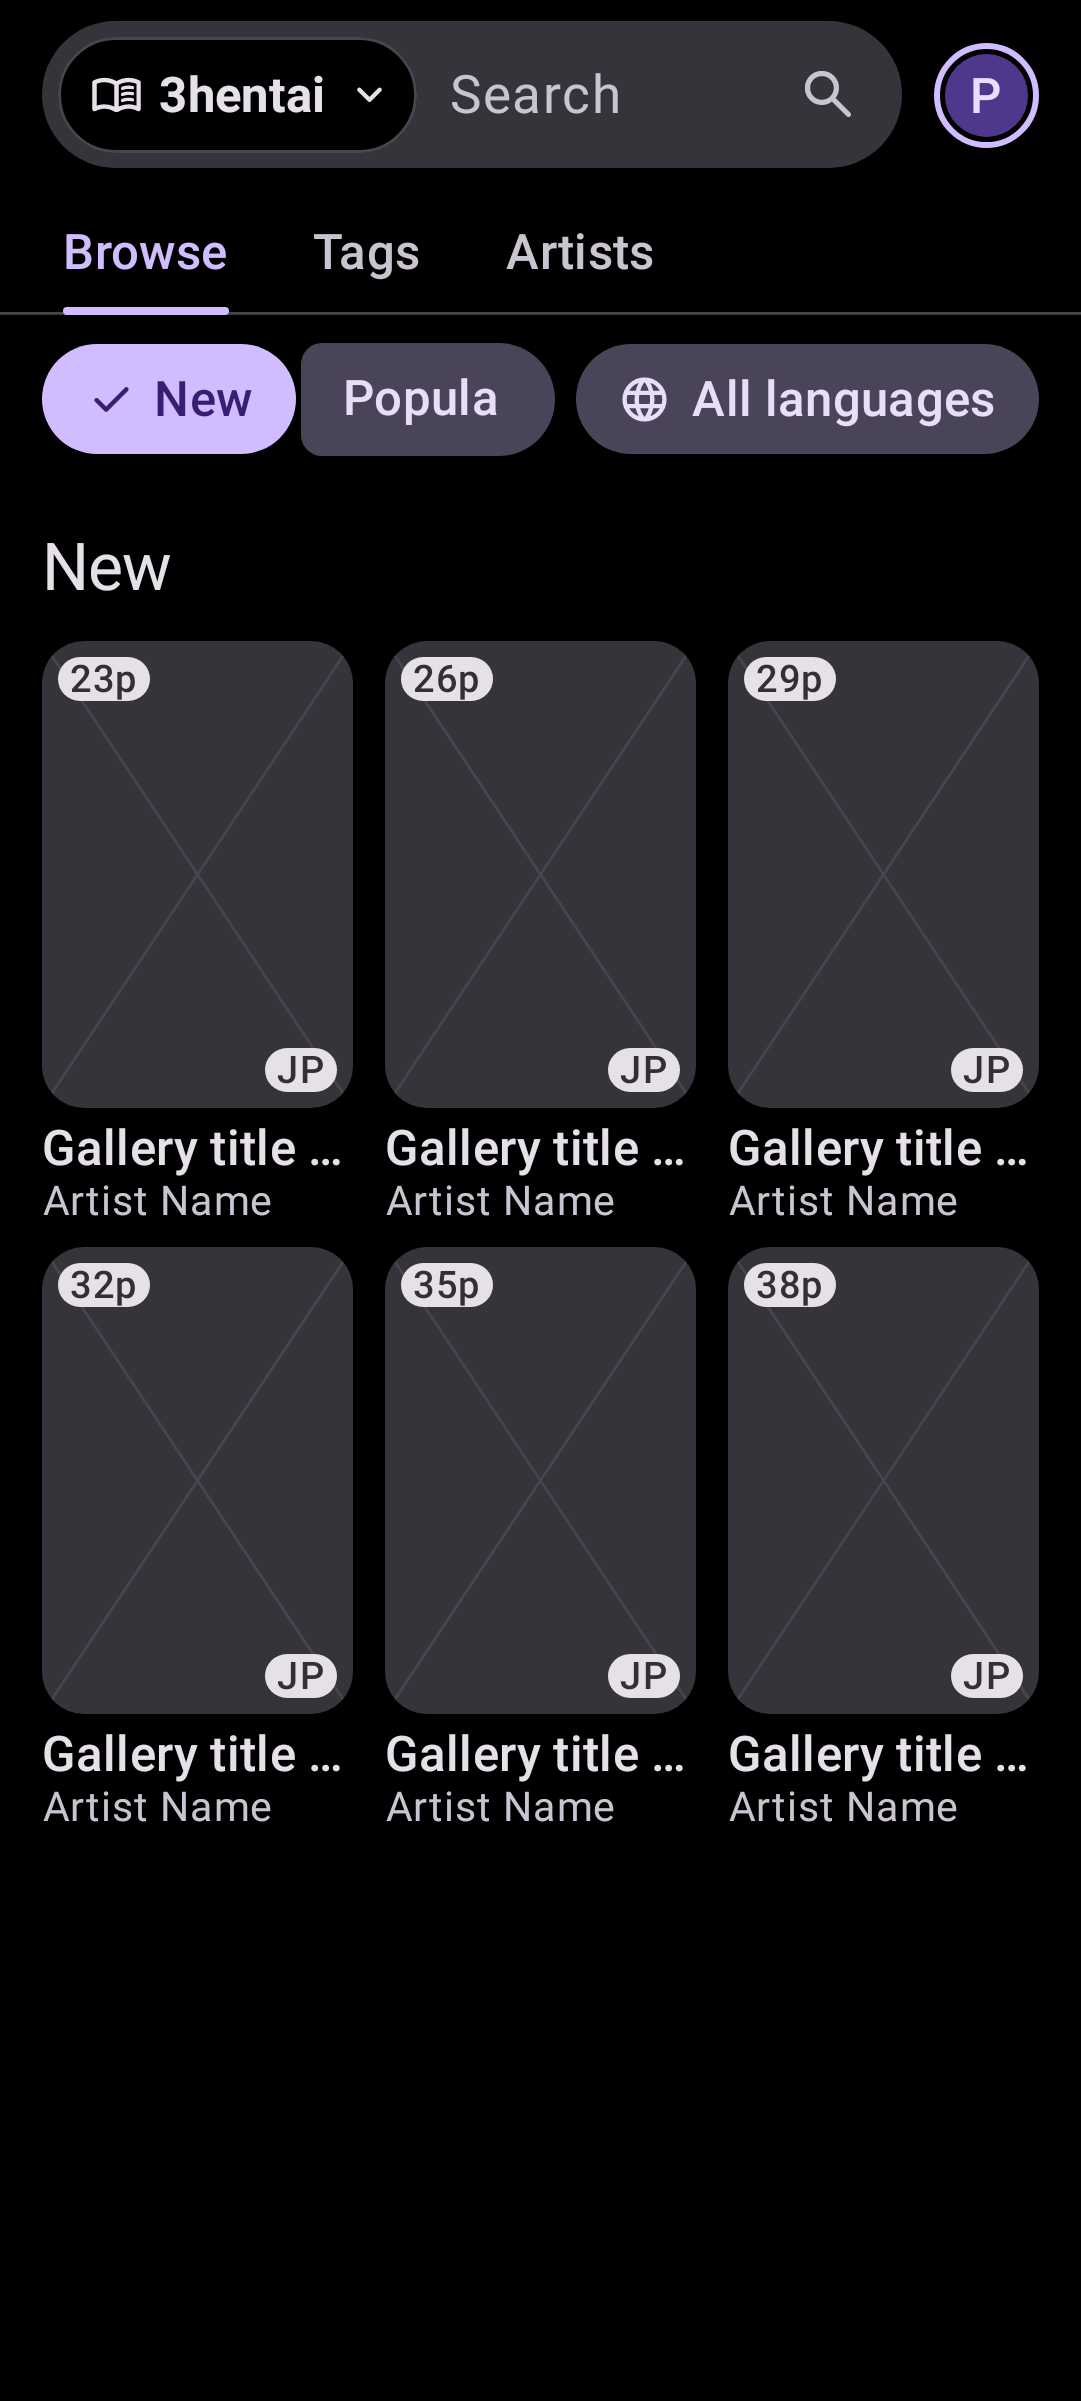 3hentai Search P
Browse Tags Artists
New Popula All languages
New
23p 26p 29p
JP JP JP
Gallery title ... Gallery title ... Gallery title ...
Artist Name Artist Name Artist Name
32p 35p 38p
JP JP JP
Gallery title ... Gallery title ... Gallery title ...
Artist Name Artist Name Artist Name